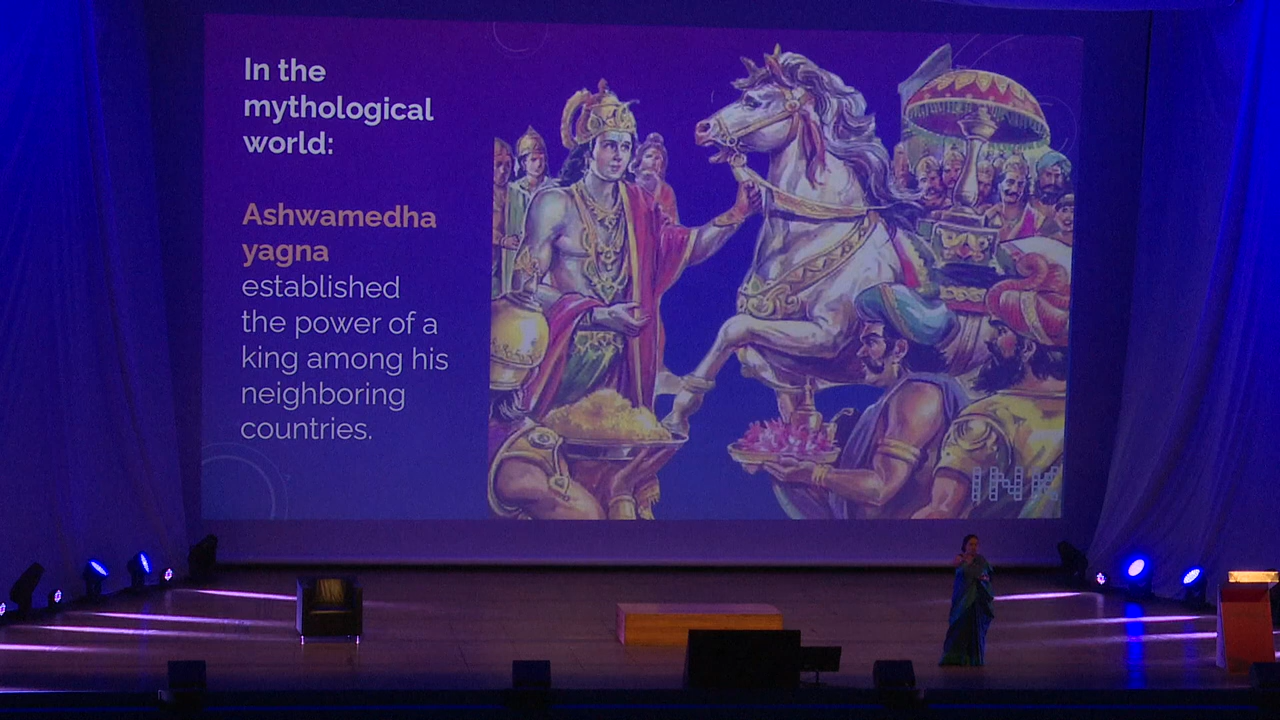 In the
mythological
world:
Ashwamedha
yagna
established
the power of a
king among his
neighboring
countries.
INK